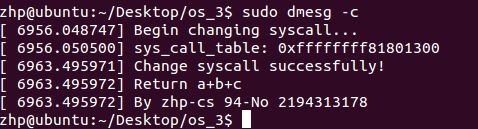 zhp@ubuntu:~/Desktop/os_3$ sudo dmesg -c
[ 6956.048747] Begin changing syscall...
[ 6956.050500] sys_call_table: 0xffffffff81801300
[ 6963.495971] Change syscall successfully!
[ 6963.495972] Return a+b+c
[ 6963.495972] By zhp-cs 94-No 2194313178
zhp@ubuntu:~/Desktop/os_3$